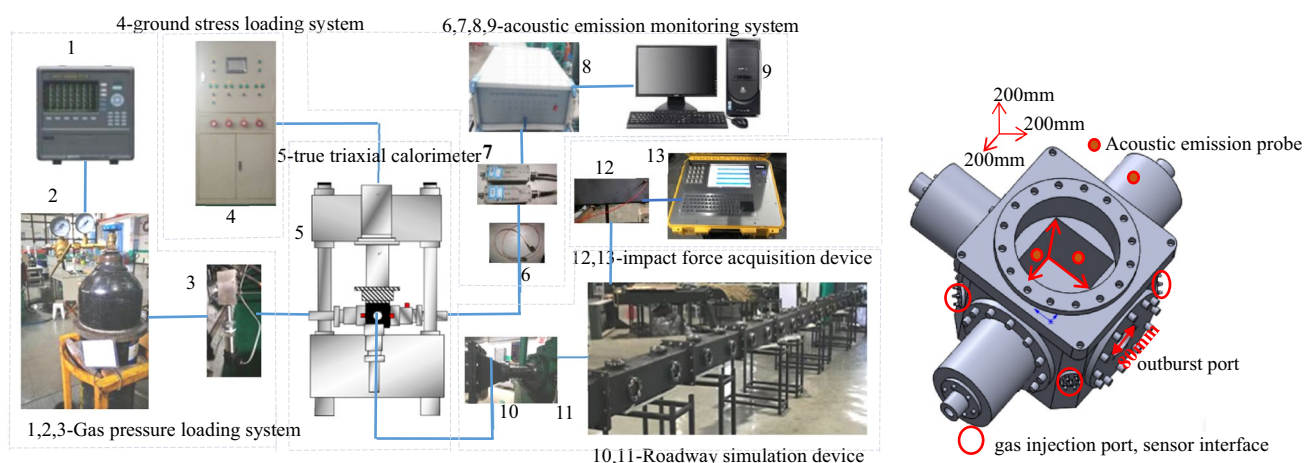 4-ground stress loading system
6,7,8,9-acoustic emission monitoring system
1
2
3
4
5-true triaxial calorimeter
5
6
7
8
9
12
13
12,13-impact force acquisition device
10
11
1,2,3-Gas pressure loading system
10,11-Roadway simulation device
200mm
200mm
200mm
Acoustic emission probe
outburst port
gas injection port, sensor interface